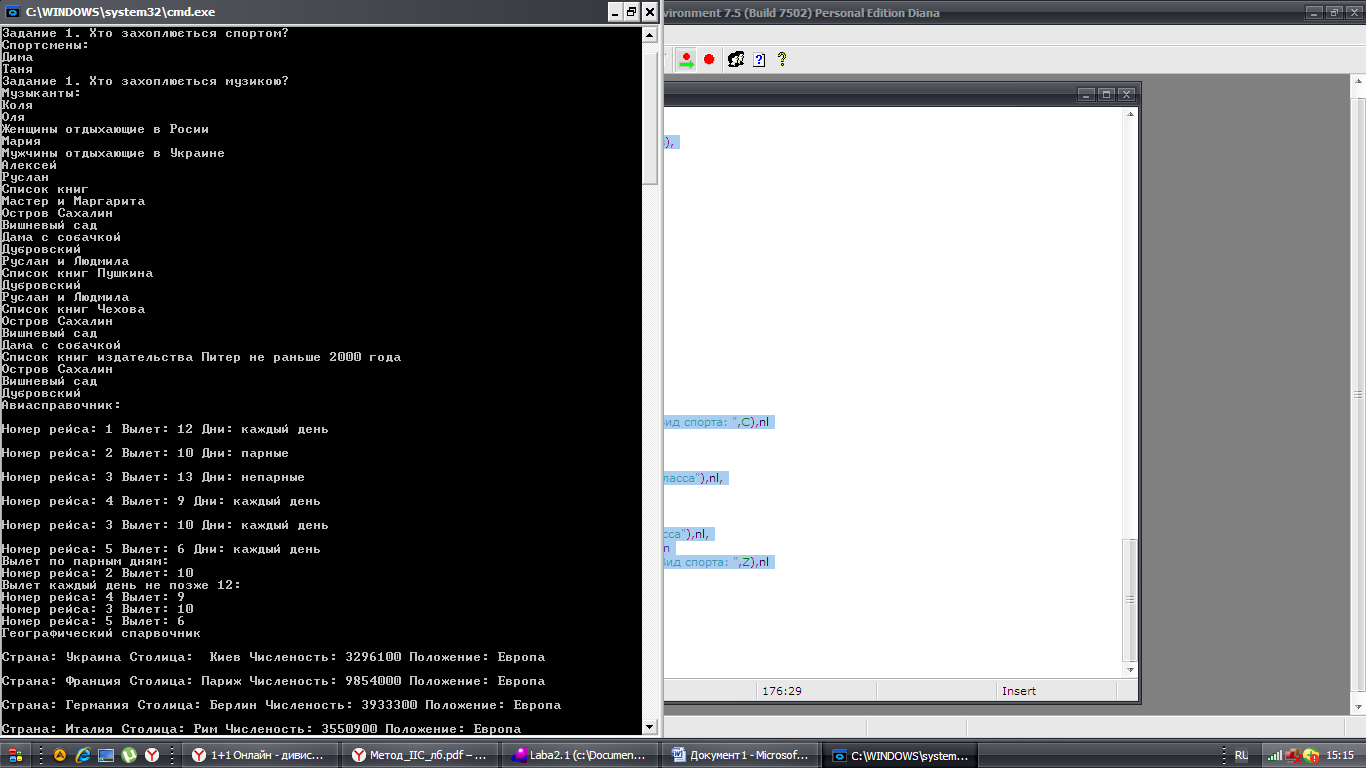 C:\WINDOWS\system32\cmd.exe
Задание 1. Хто захоплюеться спортом?
Спортсмены:
Дима
Таня
Задание 1. Хто захоплюеться музикою?
Музыканты:
Коля
Оля
Женщины отдыхающие в Росии
Мария
Мужчины отдыхающие в Украине
Алексей
Руслан
Список книг
Мастер и Маргарита
Остров Сахалин
Вишневый сад
Дама с собачкой
Дубровский
Руслан и Людмила
Список книг Пушкина
Дубровский
Руслан и Людмила
Список книг Чехова
Остров Сахалин
Вишневый сад
Дама с собачкой
Список книг издательства Питер не раньше 2000 года
Остров Сахалин
Вишневый сад
Дубровский
Авиасправочник:
Номер рейса: 1 Вылет: 12 Дни: каждый день
Номер рейса: 2 Вылет: 10 Дни: парные
Номер рейса: 3 Вылет: 13 Дни: непарные
Номер рейса: 4 Вылет: 9 Дни: каждый день
Номер рейса: 3 Вылет: 10 Дни: каждый день
Номер рейса: 5 Вылет: 6 Дни: каждый день
Вылет по парным дням:
Номер рейса: 2 Вылет: 10
Вылет каждый день не позже 12:
Номер рейса: 4 Вылет: 9
Номер рейса: 3 Вылет: 10
Номер рейса: 5 Вылет: 6
Географический спарвочник
Страна: Украина Столица:  Киев Численость: 3296100 Положение: Европа
Страна: Франция Столица: Париж Численость: 9854000 Положение: Европа
Страна: Германия Столица: Берлин Численость: 3933300 Положение: Европа
Страна: Италия Столица: Рим Численость: 3550900 Положение: Европа
vironment 7.5 (Build 7502) Personal Edition Diana
),
ид спорта: ",C),nl
ласса"),nl,
сса"),nl,
n
ид спорта: ",Z),nl
176:29 Insert
1+1 Онлайн - дивис... Метод_ІІС_лб.pdf – ... Laba2.1 (c:\Documen... Документ1 - Microsof... C:\WINDOWS\system... RU 15:15